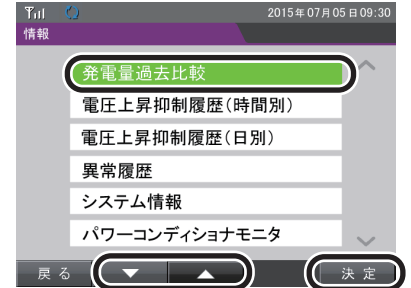 2015年07月05日09:30
情報
発電量過去比較
電圧上昇抑制履歴(時間別)
電圧上昇抑制履歴(日別)
異常履歴
システム情報
パワーコンディショナモニタ
戻る ▼ ▲ 決定